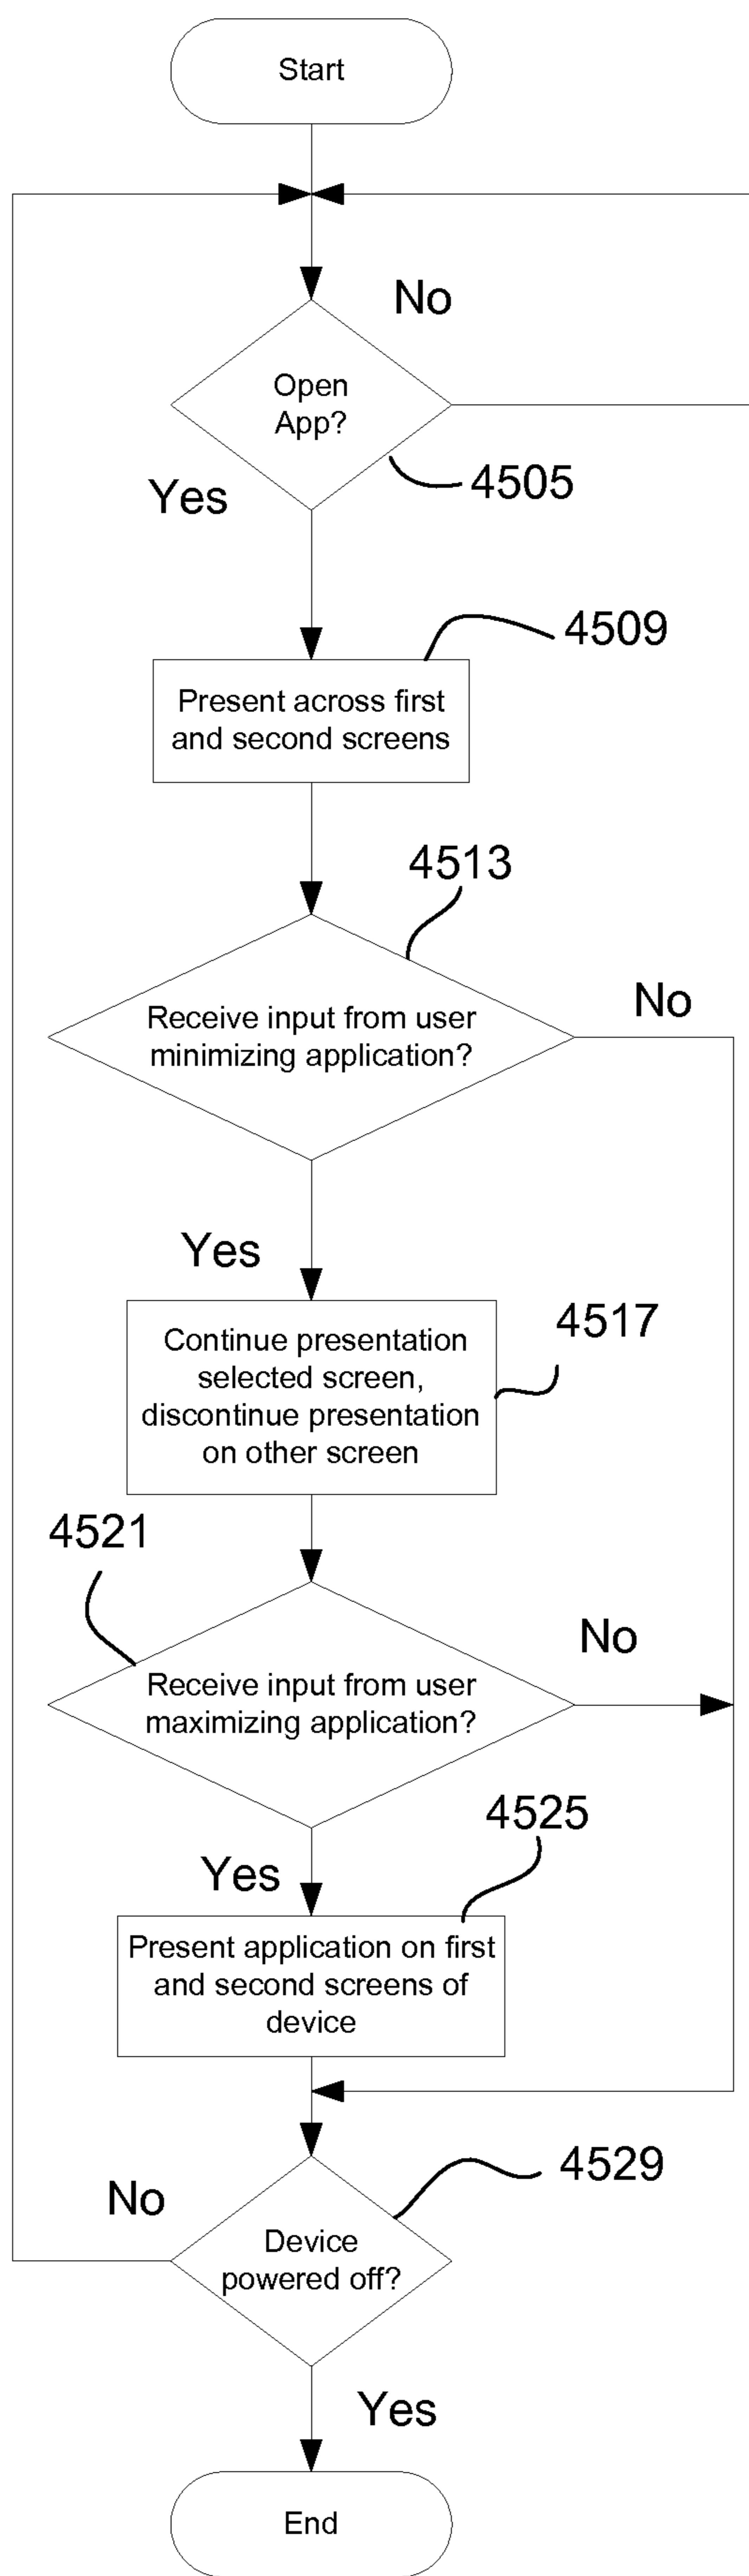 Start
No
Open
App?
4505
Yes
4509
Present across first
and second screens
4513
No
Receive input from user
minimizing application?
Yes
4517
Continue presentation
selected screen,
discontinue presentation
on other screen
4521
No
Receive input from user
maximizing application?
4525
Yes
Present application on first
and second screens of
device
4529
No
Device
powered off?
Yes
End